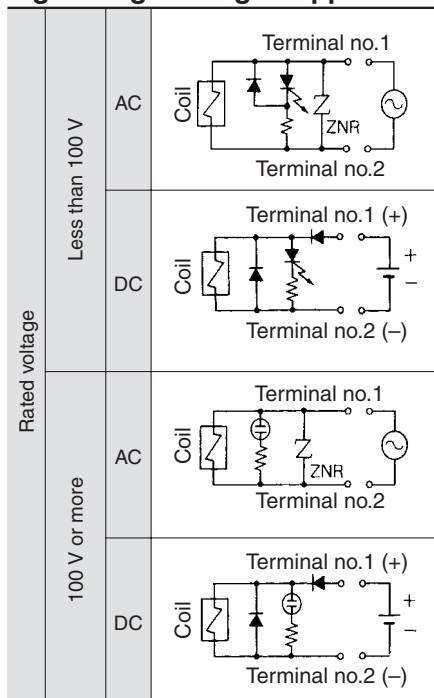 Rated voltage
Less than 100 V
AC
Terminal no.1
Coil
ZNR
Terminal no.2
DC
Terminal no.1 (+)
Coil
+
–
Terminal no.2 (–)
100 V or more
AC
Terminal no.1
Coil
ZNR
Terminal no.2
DC
Terminal no.1 (+)
Coil
+
–
Terminal no.2 (–)